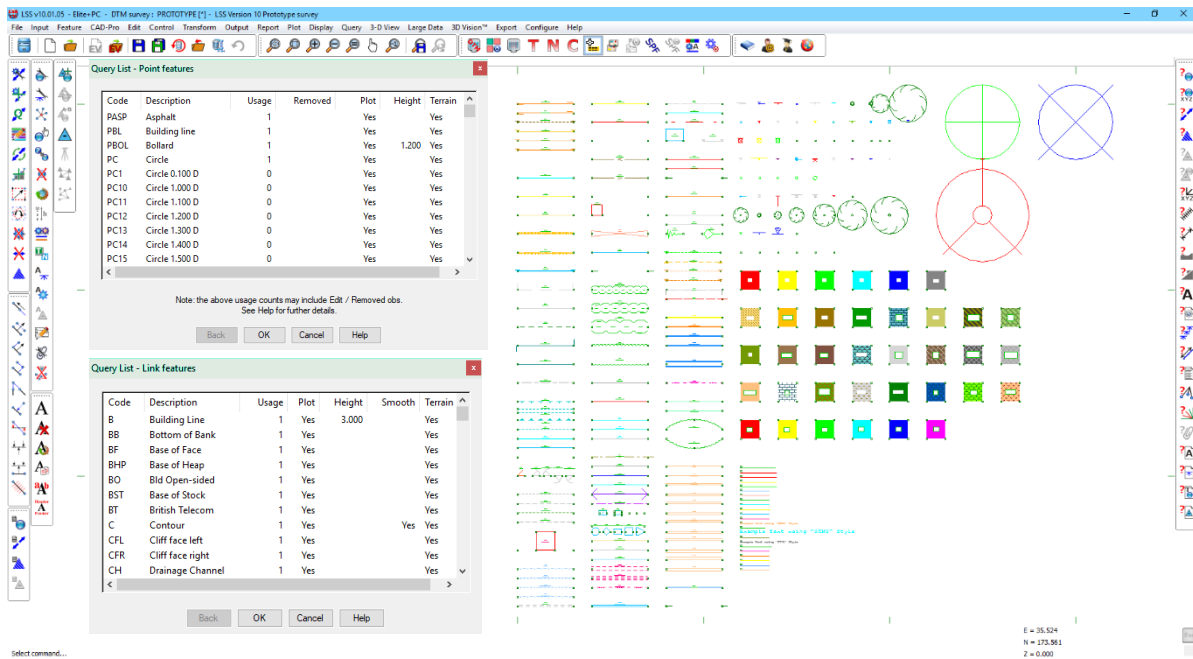 LSS v10.01.05 - Elite+PC - DTM survey : PROTOTYPE [*] - LSS Version 10 Prototype survey
File Input Feature CAD-Pro Edit Control Transform Output Report Plot Display Query 3-D View Large Data 3D Vision™ Export Configure Help
Query List - Point features
Code Description Usage Removed Plot Height Terrain
PASP Asphalt 1 Yes Yes
PBL Building line 1 Yes Yes
PBOL Bollard 1 Yes 1.200 Yes
PC Circle 1 Yes Yes
PC1 Circle 0.100 D 0 Yes Yes
PC10 Circle 1.000 D 0 Yes Yes
PC11 Circle 1.100 D 0 Yes Yes
PC12 Circle 1.200 D 0 Yes Yes
PC13 Circle 1.300 D 0 Yes Yes
PC14 Circle 1.400 D 0 Yes Yes
PC15 Circle 1.500 D 0 Yes Yes
Note: the above usage counts may include Edit / Removed obs.
See Help for further details.
Back OK Cancel Help
Query List - Link features
Code Description Usage Plot Height Smooth Terrain
B Building Line 1 Yes 3.000 Yes
BB Bottom of Bank 1 Yes Yes
BF Base of Face 1 Yes Yes
BHP Base of Heap 1 Yes Yes
BO Bld Open-sided 1 Yes Yes
BST Base of Stock 1 Yes Yes
BT British Telecom 1 Yes Yes
C Contour 1 Yes Yes Yes
CFL Cliff face left 1 Yes Yes
CFR Cliff face right 1 Yes Yes
CH Drainage Channel 1 Yes Yes
Back OK Cancel Help
E = 35.524
N = 173.561
Z = 0.000
Select command...